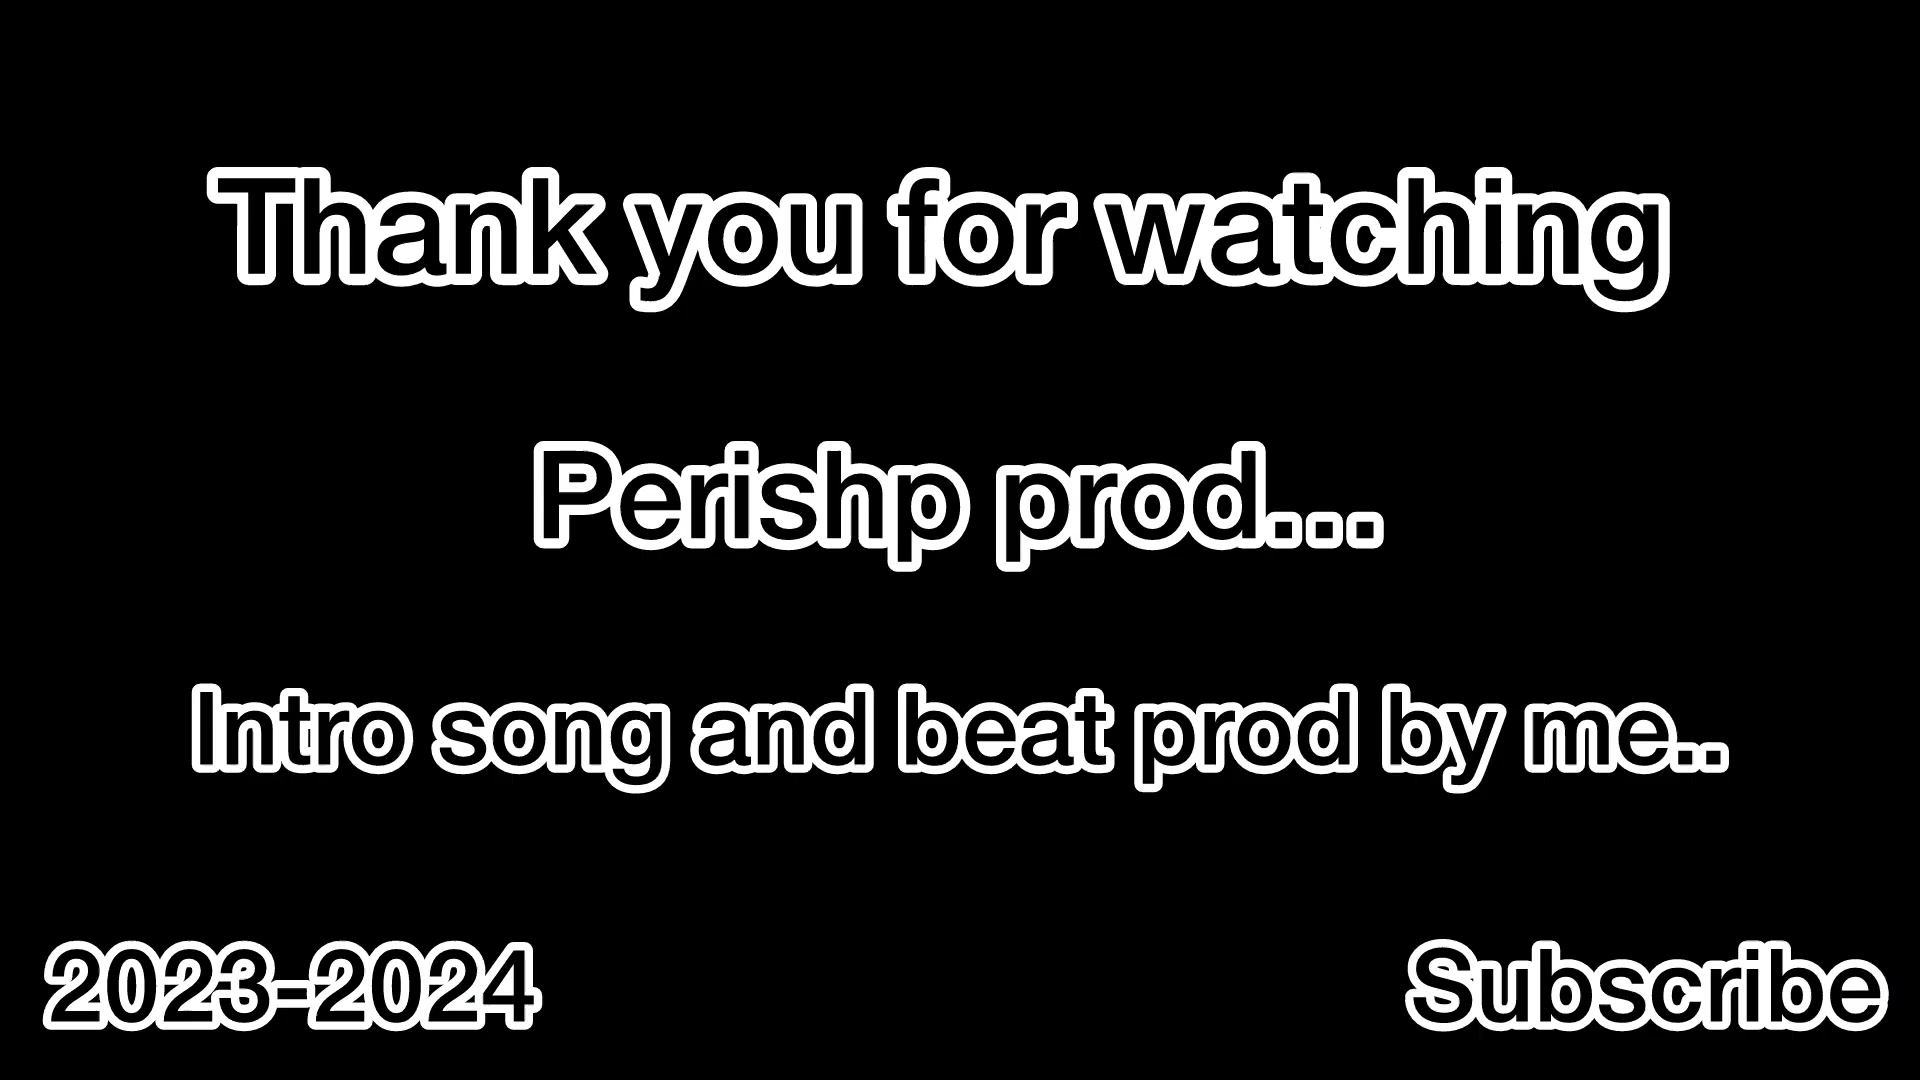 Thank you for watching
Perishp prod...
Intro song and beat prod by me..
2023-2024
Subscribe